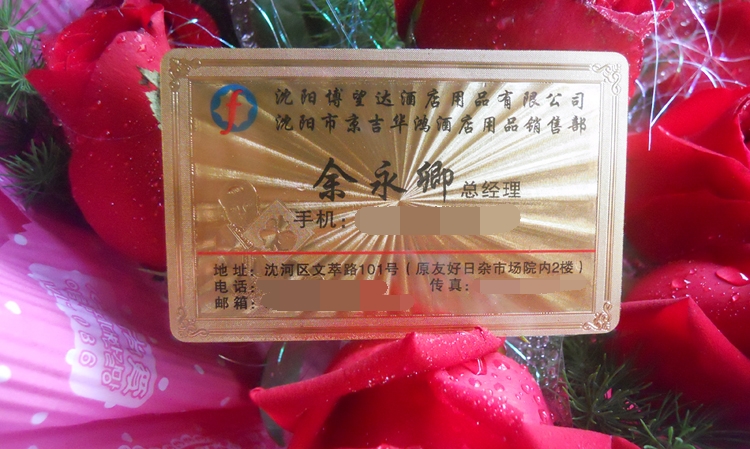 沈阳博望达酒店用品有限公司
沈阳市京吉华鸿酒店用品销售部
余永卿 总经理
手机:
地址:沈河区文萃路101号(原友好日杂市场院内2楼)
电话: 传真:
邮箱: